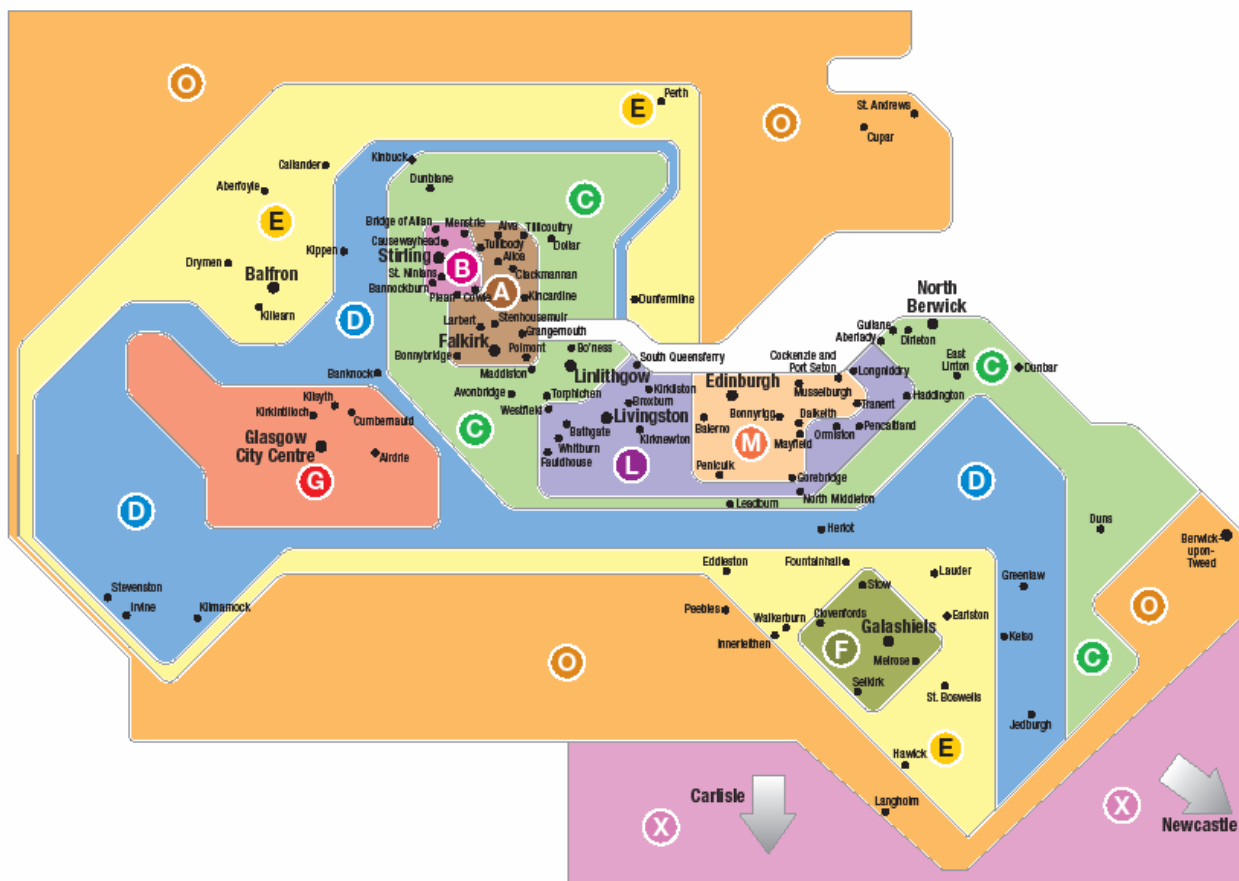 O
E
Perth
O
St. Andrews
Cupar
Callander
Kinbuck
Dunblane
C
Aberfoyle
E
Bridge of Allan
Menstrie
Alva
Tillicoultry
Causewayhead
Tullibody
Dollar
Kippen
Stirling
Alloa
Drymen
B
St. Ninians
Clackmannan
Balfron
Bannockburn
A
Plean
Cowie
Kincardine
Dunfermline
North
Berwick
Killearn
D
Larbert
Stenhousemuir
Grangemouth
Gullane
Dirleton
Aberlady
Falkirk
Bo'ness
Bonnybridge
Polmont
South Queensferry
Cockenzie and
Port Seton
East
Linton
C
Dunbar
Banknock
Maddiston
Linlithgow
Edinburgh
Longniddry
Kirkliston
Musselburgh
Avonbridge
Torphichen
Broxburn
Tranent
Haddington
Kilsyth
Kirkintilloch
Cumbernauld
Westfield
Livingston
Bonnyrigg
Dalkeith
Balerno
C
Bathgate
Kirknewton
M
Mayfield
Ormiston
Pencaitland
Glasgow
City Centre
Airdrie
Whitburn
Fauldhouse
L
G
Penicuik
Gorebridge
D
North Middleton
D
Leadburn
Heriot
Duns
Berwick-
upon-
Tweed
Eddleston
Fountainhall
Lauder
Greenlaw
Stow
Stevenston
Irvine
Kilmarnock
Peebles
Walkerburn
Clovenfords
Earlston
O
Galashiels
Kelso
Innerleithen
F
O
Melrose
C
Selkirk
St. Boswells
Jedburgh
E
Hawick
Carlisle
Langholm
X
X
Newcastle